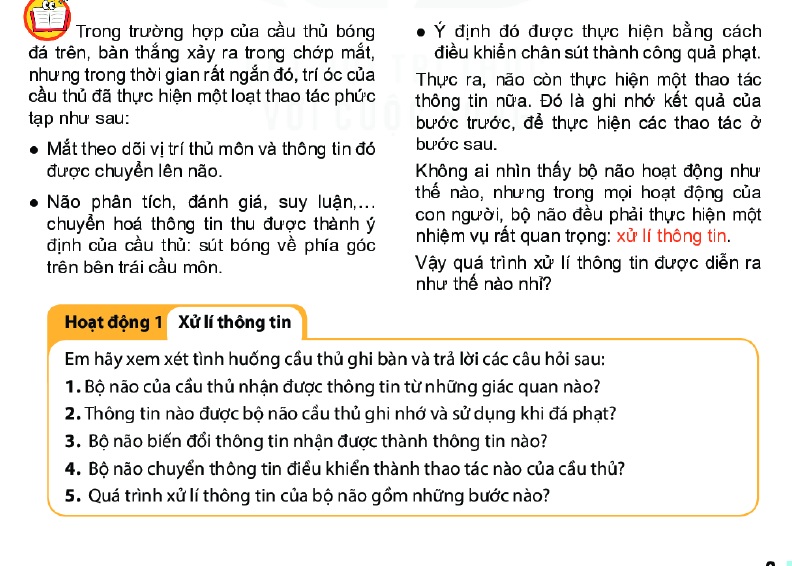 Trong trường hợp của cầu thủ bóng
đá trên, bàn thắng xảy ra trong chớp mắt,
nhưng trong thời gian rất ngắn đó, trí óc của
cầu thủ đã thực hiện một loạt thao tác phức
tạp như sau:
● Mắt theo dõi vị trí thủ môn và thông tin đó
được chuyển lên não.
● Não phân tích, đánh giá, suy luận,...
chuyển hoá thông tin thu được thành ý
định của cầu thủ: sút bóng về phía góc
trên bên trái cầu môn.
● Ý định đó được thực hiện bằng cách
điều khiển chân sút thành công quả phạt.
Thực ra, não còn thực hiện một thao tác
thông tin nữa. Đó là ghi nhớ kết quả của
bước trước, để thực hiện các thao tác ở
bước sau.
Không ai nhìn thấy bộ não hoạt động như
thế nào, nhưng trong mọi hoạt động của
con người, bộ não đều phải thực hiện một
nhiệm vụ rất quan trọng: xử lí thông tin.
Vậy quá trình xử lí thông tin được diễn ra
như thế nào nhỉ?
Hoạt động 1 Xử lí thông tin
Em hãy xem xét tình huống cầu thủ ghi bàn và trả lời các câu hỏi sau:
1. Bộ não của cầu thủ nhận được thông tin từ những giác quan nào?
2. Thông tin nào được bộ não cầu thủ ghi nhớ và sử dụng khi đá phạt?
3. Bộ não biến đổi thông tin nhận được thành thông tin nào?
4. Bộ não chuyển thông tin điều khiển thành thao tác nào của cầu thủ?
5. Quá trình xử lí thông tin của bộ não gồm những bước nào?